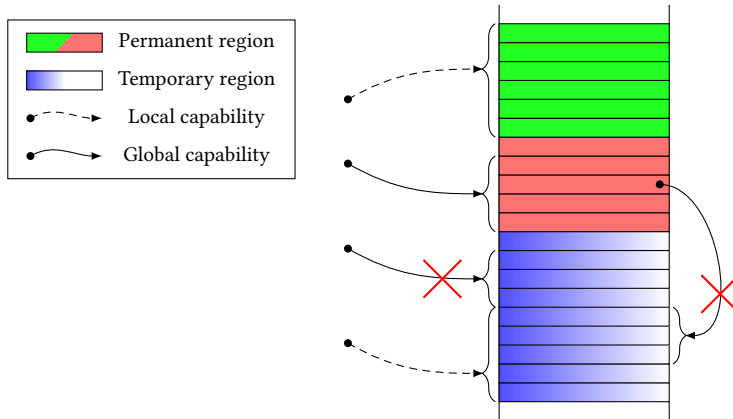 Permanent region
Temporary region
Local capability
Global capability